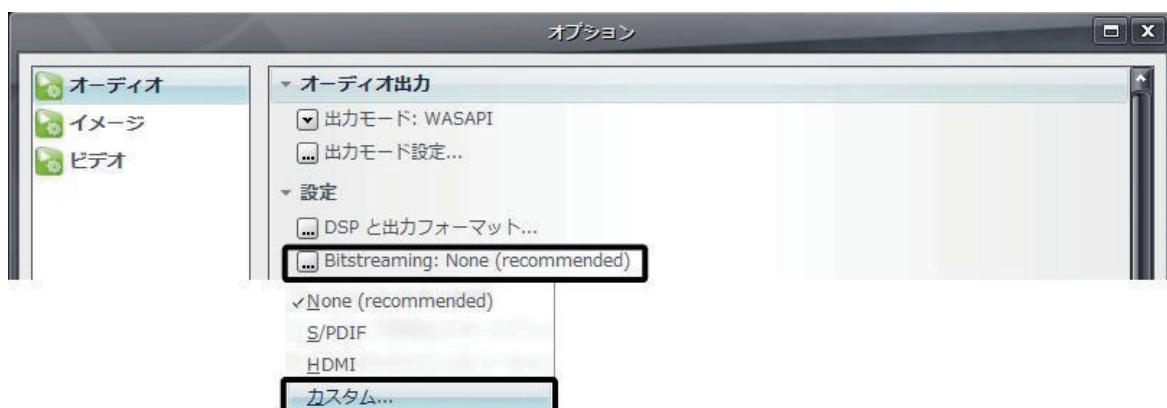 オプション
オーディオ
イメージ
ビデオ
オーディオ出力
出力モード: WASAPI
出力モード設定...
設定
DSP と出力フォーマット...
Bitstreaming: None (recommended)
None (recommended)
S/PDIF
HDMI
カスタム...